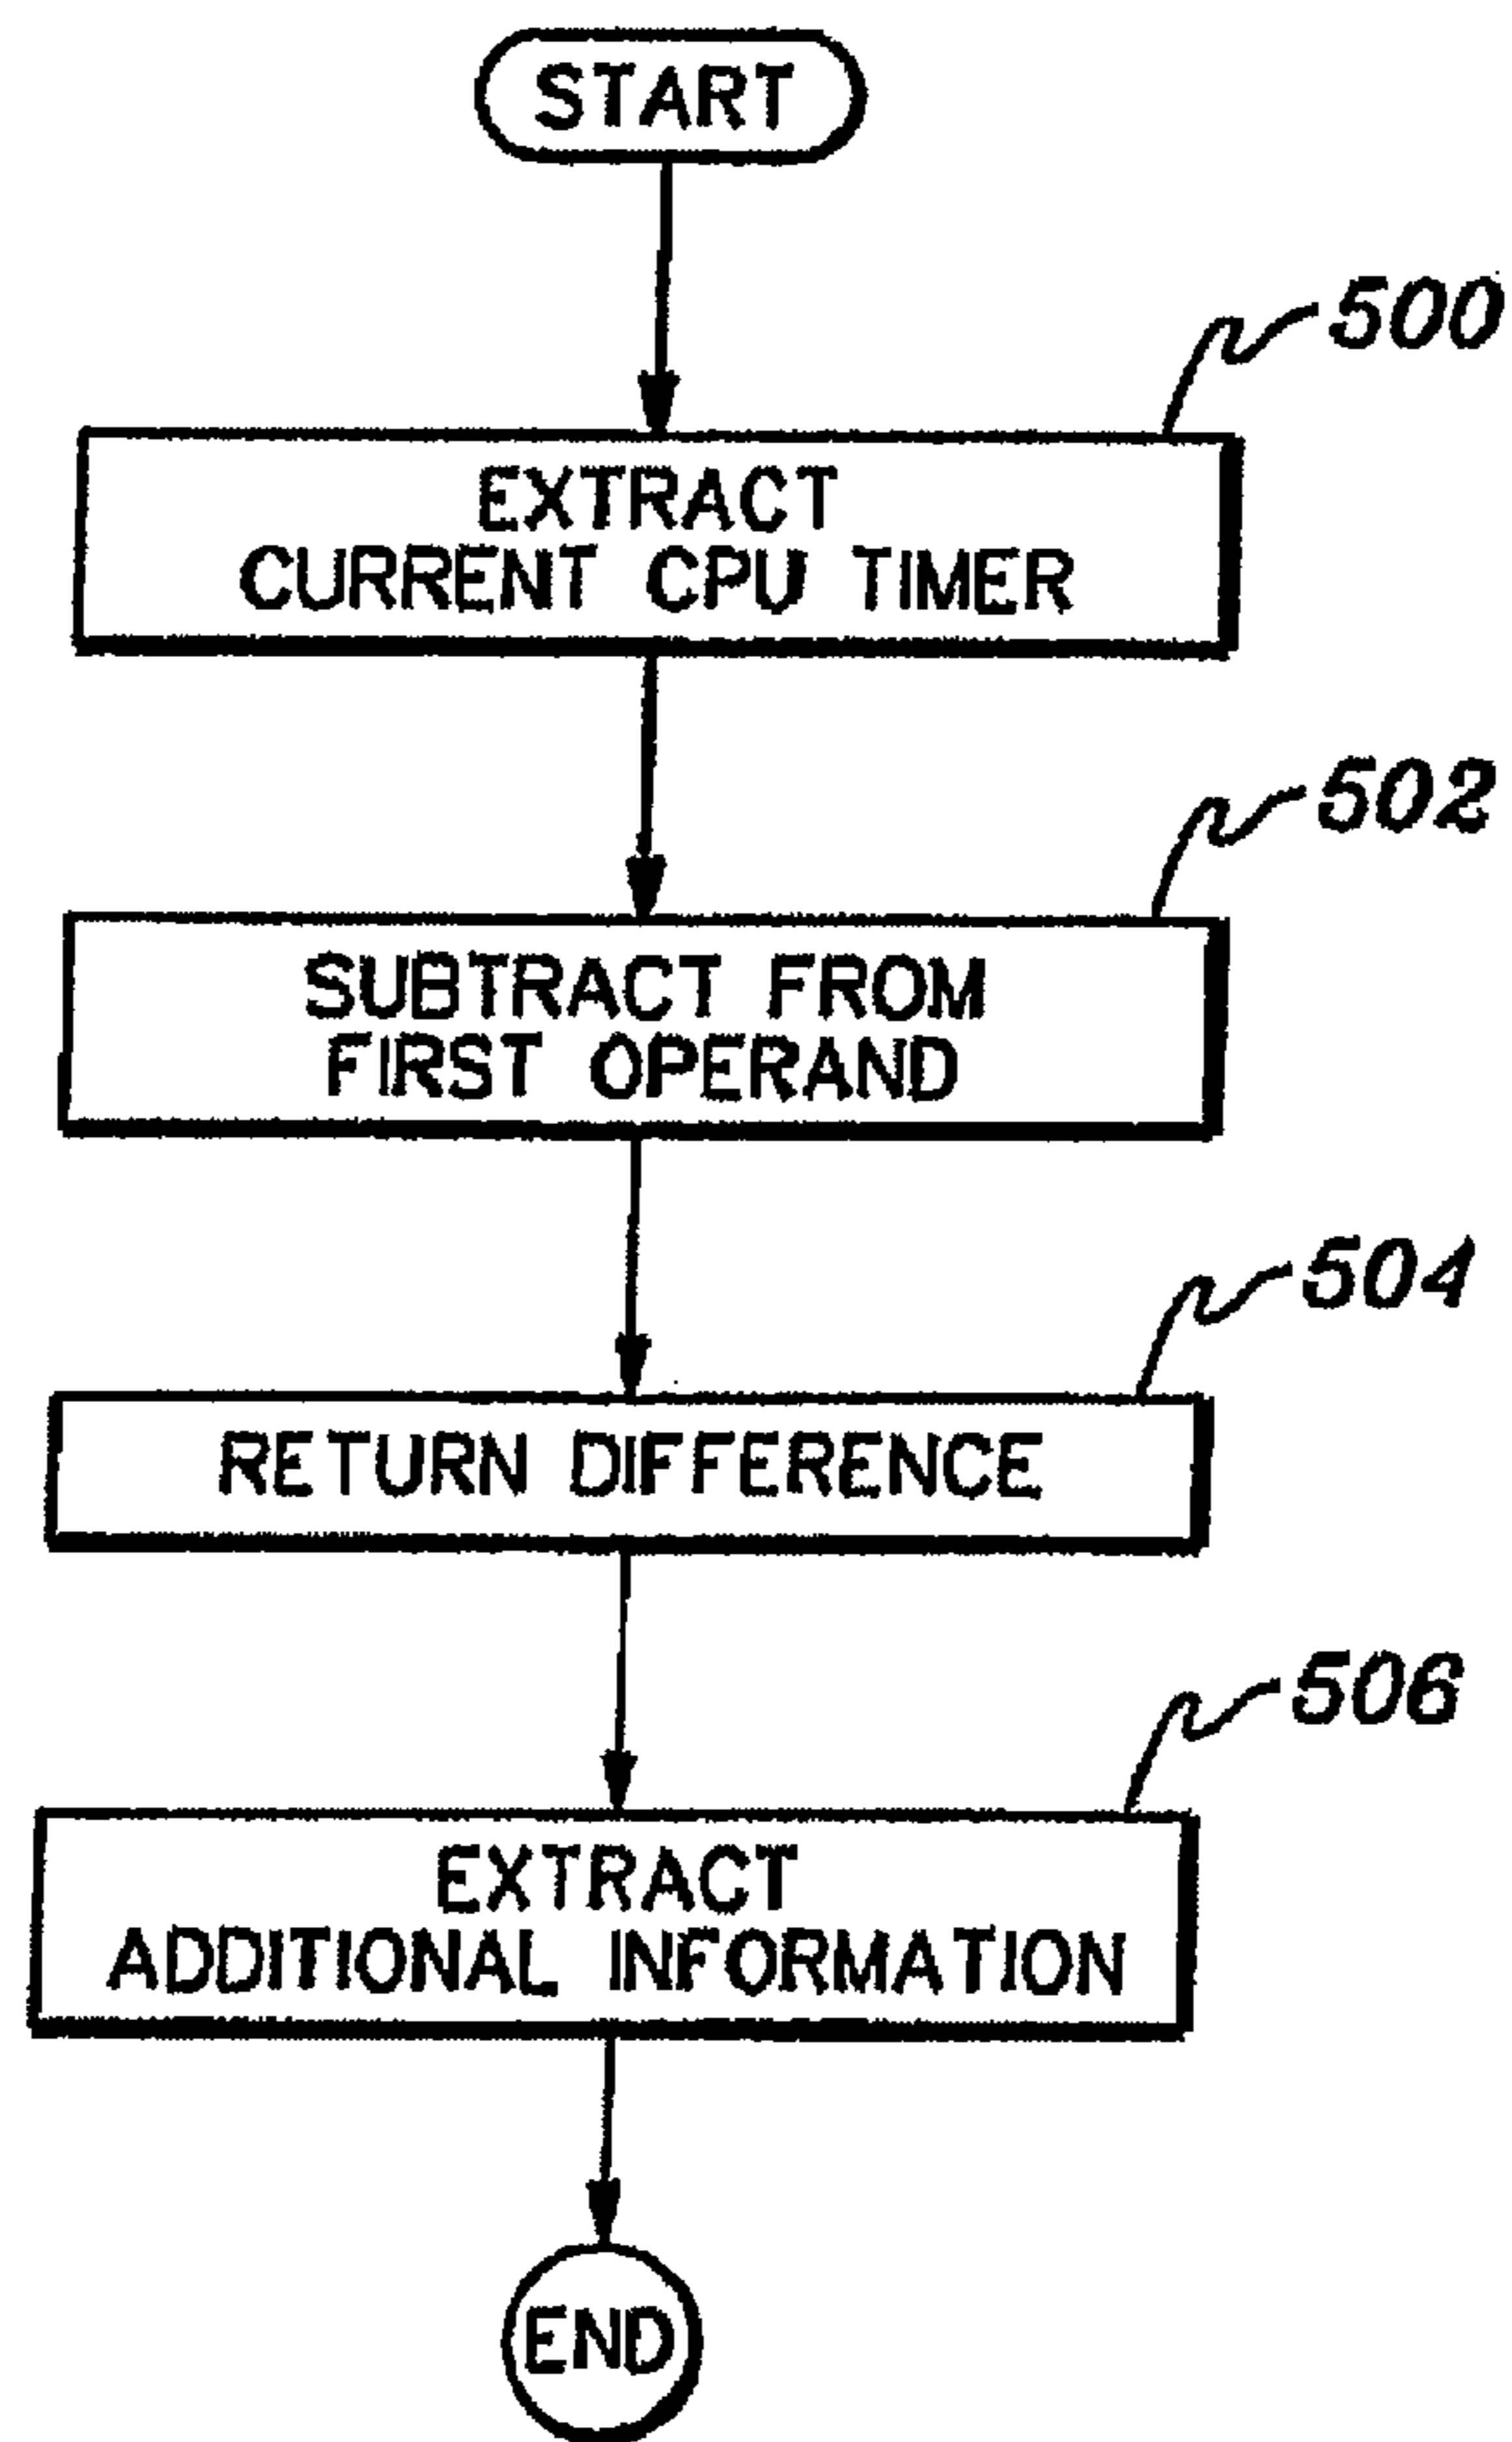 START
500
EXTRACT
CURRENT CPU TIMER
502
SUBTRACT FROM
FIRST OPERAND
504
RETURN DIFFERENCE
506
EXTRACT
ADDITIONAL INFORMATION
END